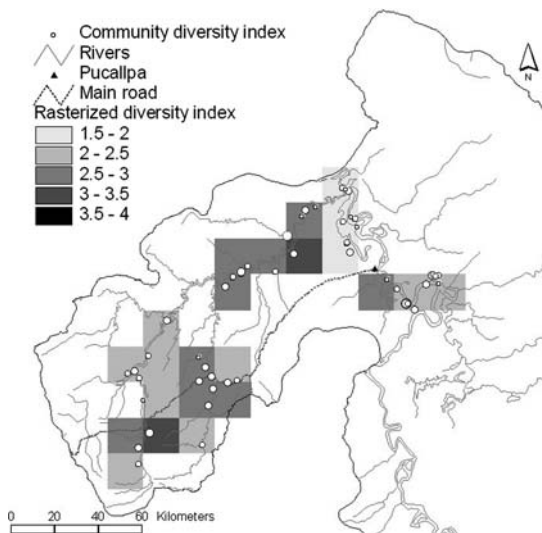 Community diversity index
Rivers
Pucallpa
Main road
Rasterized diversity index
1.5 - 2
2 - 2.5
2.5 - 3
3 - 3.5
3.5 - 4
N
0 20 40 60 Kilometers